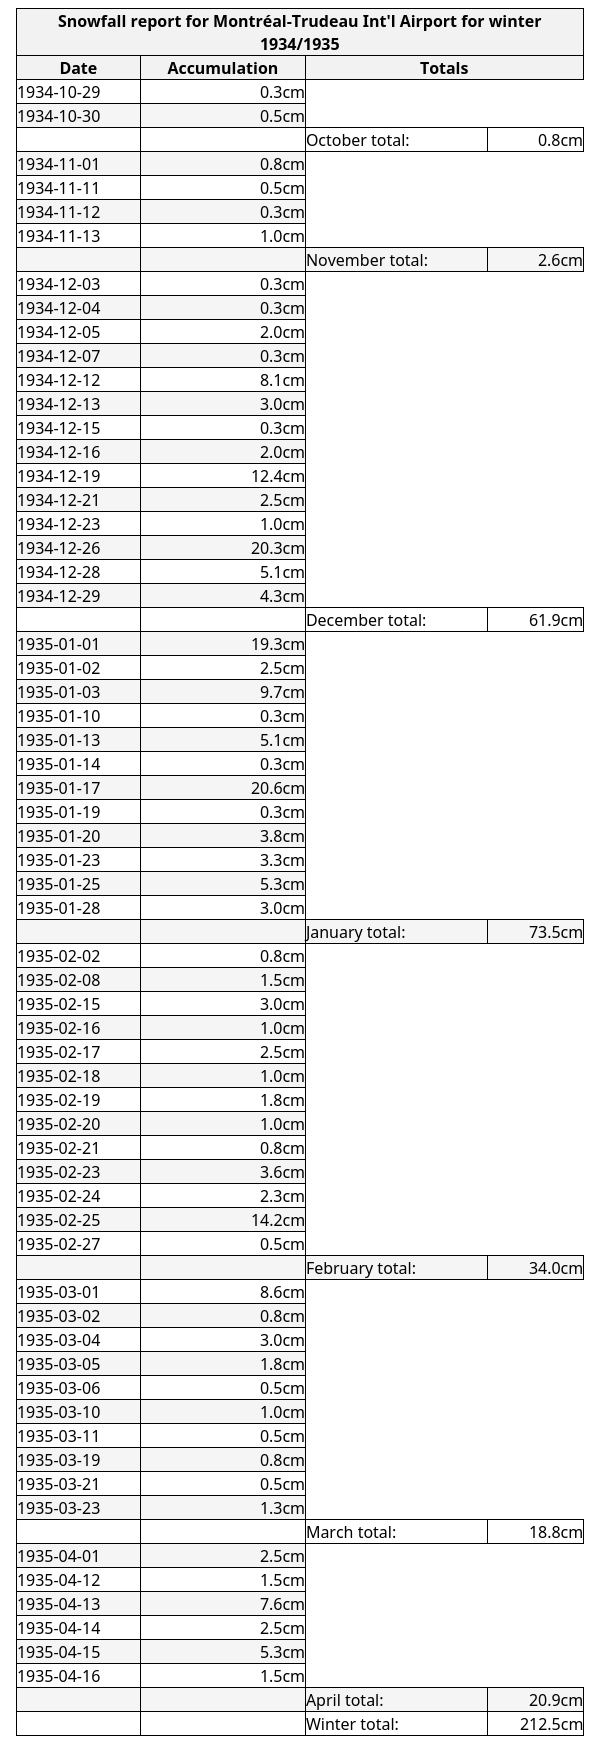 Snowfall report for Montréal-Trudeau Int'l Airport for winter
1934/1935
Date Accumulation Totals
1934-10-29 0.3cm
1934-10-30 0.5cm
October total: 0.8cm
1934-11-01 0.8cm
1934-11-11 0.5cm
1934-11-12 0.3cm
1934-11-13 1.0cm
November total: 2.6cm
1934-12-03 0.3cm
1934-12-04 0.3cm
1934-12-05 2.0cm
1934-12-07 0.3cm
1934-12-12 8.1cm
1934-12-13 3.0cm
1934-12-15 0.3cm
1934-12-16 2.0cm
1934-12-19 12.4cm
1934-12-21 2.5cm
1934-12-23 1.0cm
1934-12-26 20.3cm
1934-12-28 5.1cm
1934-12-29 4.3cm
December total: 61.9cm
1935-01-01 19.3cm
1935-01-02 2.5cm
1935-01-03 9.7cm
1935-01-10 0.3cm
1935-01-13 5.1cm
1935-01-14 0.3cm
1935-01-17 20.6cm
1935-01-19 0.3cm
1935-01-20 3.8cm
1935-01-23 3.3cm
1935-01-25 5.3cm
1935-01-28 3.0cm
January total: 73.5cm
1935-02-02 0.8cm
1935-02-08 1.5cm
1935-02-15 3.0cm
1935-02-16 1.0cm
1935-02-17 2.5cm
1935-02-18 1.0cm
1935-02-19 1.8cm
1935-02-20 1.0cm
1935-02-21 0.8cm
1935-02-23 3.6cm
1935-02-24 2.3cm
1935-02-25 14.2cm
1935-02-27 0.5cm
February total: 34.0cm
1935-03-01 8.6cm
1935-03-02 0.8cm
1935-03-04 3.0cm
1935-03-05 1.8cm
1935-03-06 0.5cm
1935-03-10 1.0cm
1935-03-11 0.5cm
1935-03-19 0.8cm
1935-03-21 0.5cm
1935-03-23 1.3cm
March total: 18.8cm
1935-04-01 2.5cm
1935-04-12 1.5cm
1935-04-13 7.6cm
1935-04-14 2.5cm
1935-04-15 5.3cm
1935-04-16 1.5cm
April total: 20.9cm
Winter total: 212.5cm